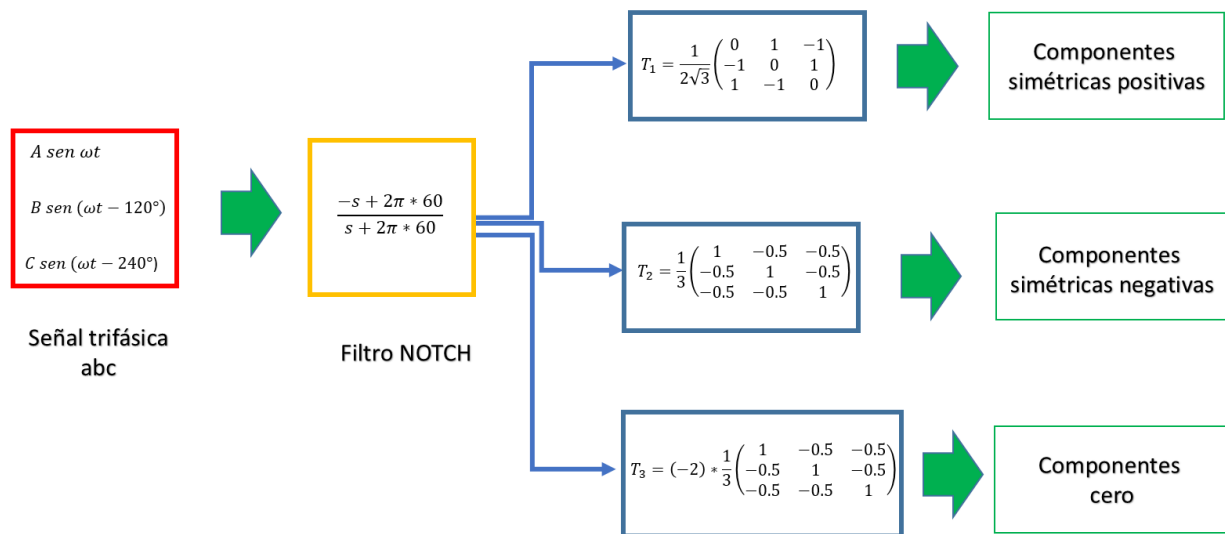 A sen ωt
B sen (ωt − 120°)
C sen (ωt − 240°)
Señal trifásica
abc
−s + 2π ∗ 60
s + 2π ∗ 60
Filtro NOTCH
T₁ = 1/(2√3) ( 0 1 −1
−1 0 1
1 −1 0 )
Componentes
simétricas positivas
T₂ = 1/3 ( 1 −0.5 −0.5
−0.5 1 −0.5
−0.5 −0.5 1 )
Componentes
simétricas negativas
T₃ = (−2) ∗ 1/3 ( 1 −0.5 −0.5
−0.5 1 −0.5
−0.5 −0.5 1 )
Componentes
cero